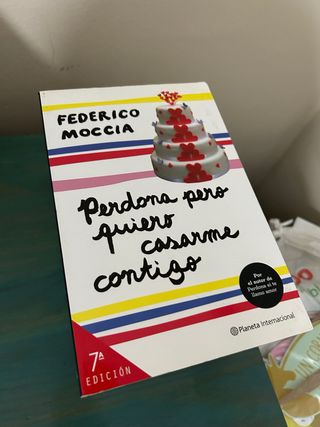 FEDERICO
MOCCIA
Perdona pero
quiero
casarme
contigo
Por
el autor de
Perdona si te
llamo amor
Planeta Internacional
7ª
EDICIÓN